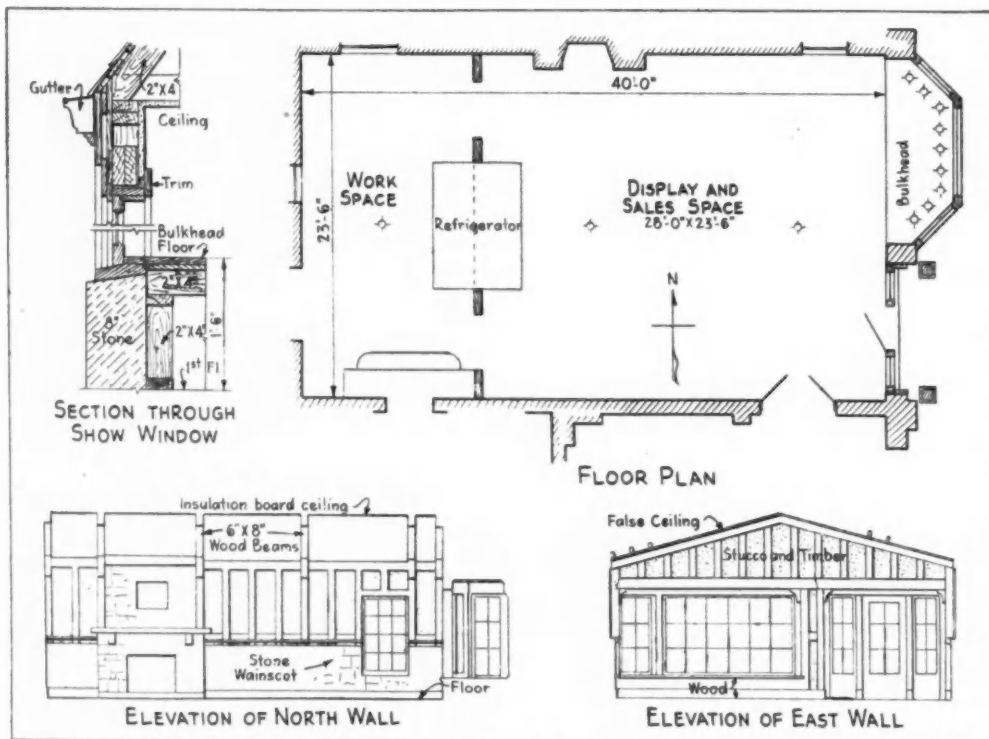 Gutter
2"X4"
Ceiling
Trim
Bulkhead
Floor
2"X4"
8"
Stone
2"X4"
1'-6"
1st Fl.
SECTION THROUGH
SHOW WINDOW
40'-0"
23'-6"
WORK
SPACE
Refrigerator
DISPLAY AND
SALES SPACE
28'-0"X23'-6"
Bulkhead
N
FLOOR PLAN
Insulation board ceiling
6"X8"
Wood Beams
Stone
Wainscot
Floor
ELEVATION OF NORTH WALL
False Ceiling
Stucco and Timber
Wood
ELEVATION OF EAST WALL